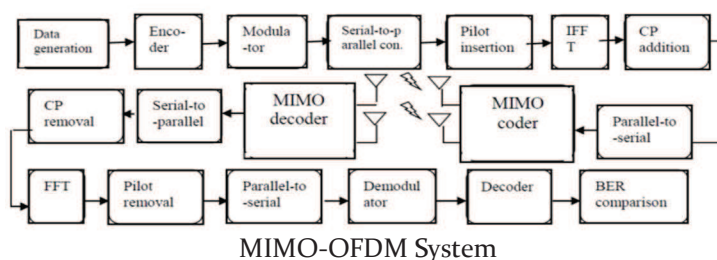 Data
generation
Enco-
der
Modula
-tor
Serial-to-p
arallel con.
Pilot
insertion
IFF
T
CP
addition
CP
removal
Serial-to
-parallel
MIMO
decoder
MIMO
coder
Parallel-to
-serial
FFT
Pilot
removal
Parallel-to
-serial
Demodul
ator
Decoder
BER
comparison
MIMO-OFDM System